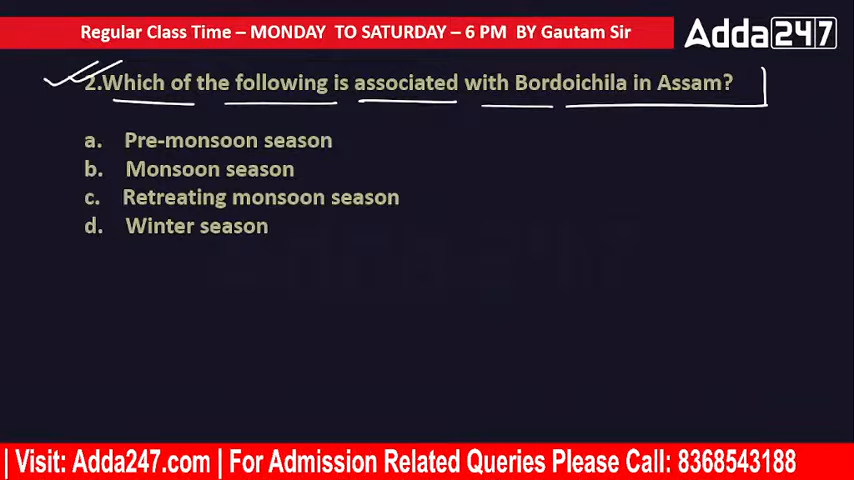 Regular Class Time – MONDAY TO SATURDAY – 6 PM BY Gautam Sir
Adda247
2.Which of the following is associated with Bordoichila in Assam?
a. Pre-monsoon season
b. Monsoon season
c. Retreating monsoon season
d. Winter season
| Visit: Adda247.com | For Admission Related Queries Please Call: 8368543188